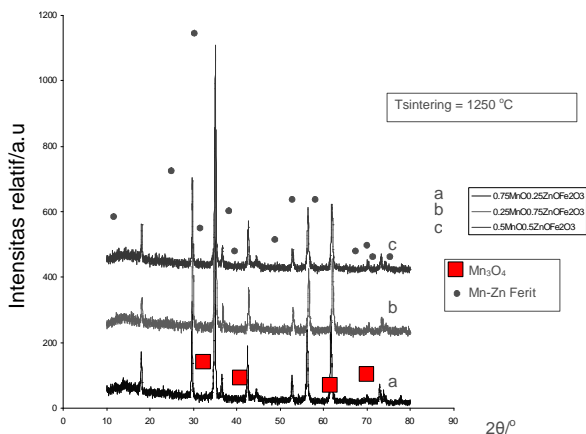 1200
1000
800
600
400
200
0
Intensitas relatif/a.u
0 10 20 30 40 50 60 70 80 90
2θ/°
Tsintering = 1250 °C
a 0.75MnO0.25ZnOFe2O3
b 0.25MnO0.75ZnOFe2O3
c 0.5MnO0.5ZnOFe2O3
Mn₃O₄
Mn-Zn Ferit
c
b
a